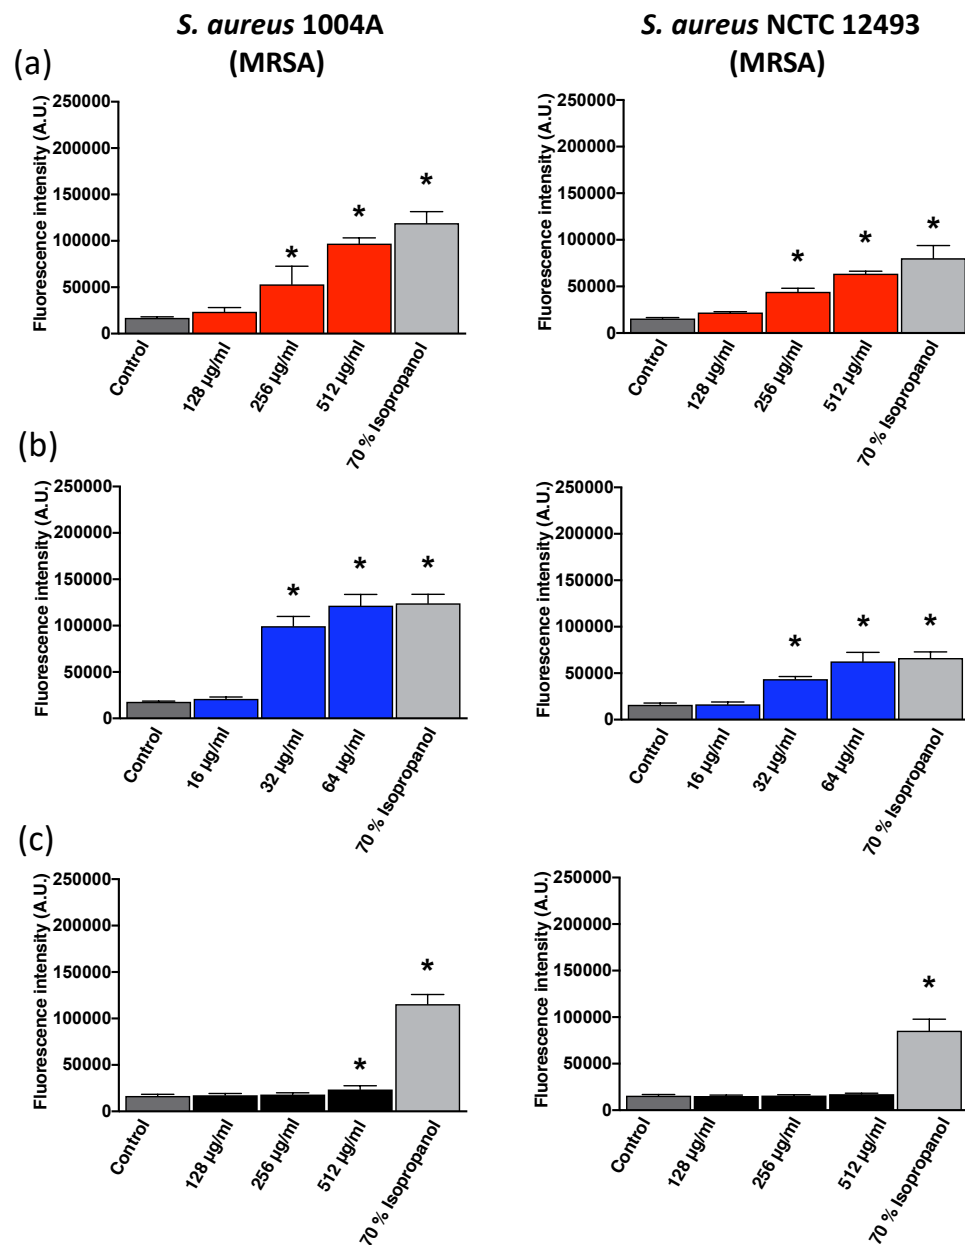 S. aureus 1004A
(MRSA)
S. aureus NCTC 12493
(MRSA)
(a)
Fluorescence intensity (A.U.)
250000
200000
150000
100000
50000
0
*
*
*
Control
128 µg/ml
256 µg/ml
512 µg/ml
70 % Isopropanol
Fluorescence intensity (A.U.)
250000
200000
150000
100000
50000
0
*
*
*
Control
128 µg/ml
256 µg/ml
512 µg/ml
70 % Isopropanol
(b)
Fluorescence intensity (A.U.)
250000
200000
150000
100000
50000
0
*
*
*
Control
16 µg/ml
32 µg/ml
64 µg/ml
70 % Isopropanol
Fluorescence intensity (A.U.)
250000
200000
150000
100000
50000
0
*
*
*
Control
16 µg/ml
32 µg/ml
64 µg/ml
70 % Isopropanol
(c)
Fluorescence intensity (A.U.)
250000
200000
150000
100000
50000
0
*
*
Control
128 µg/ml
256 µg/ml
512 µg/ml
70 % Isopropanol
Fluorescence intensity (A.U.)
250000
200000
150000
100000
50000
0
*
Control
128 µg/ml
256 µg/ml
512 µg/ml
70 % Isopropanol